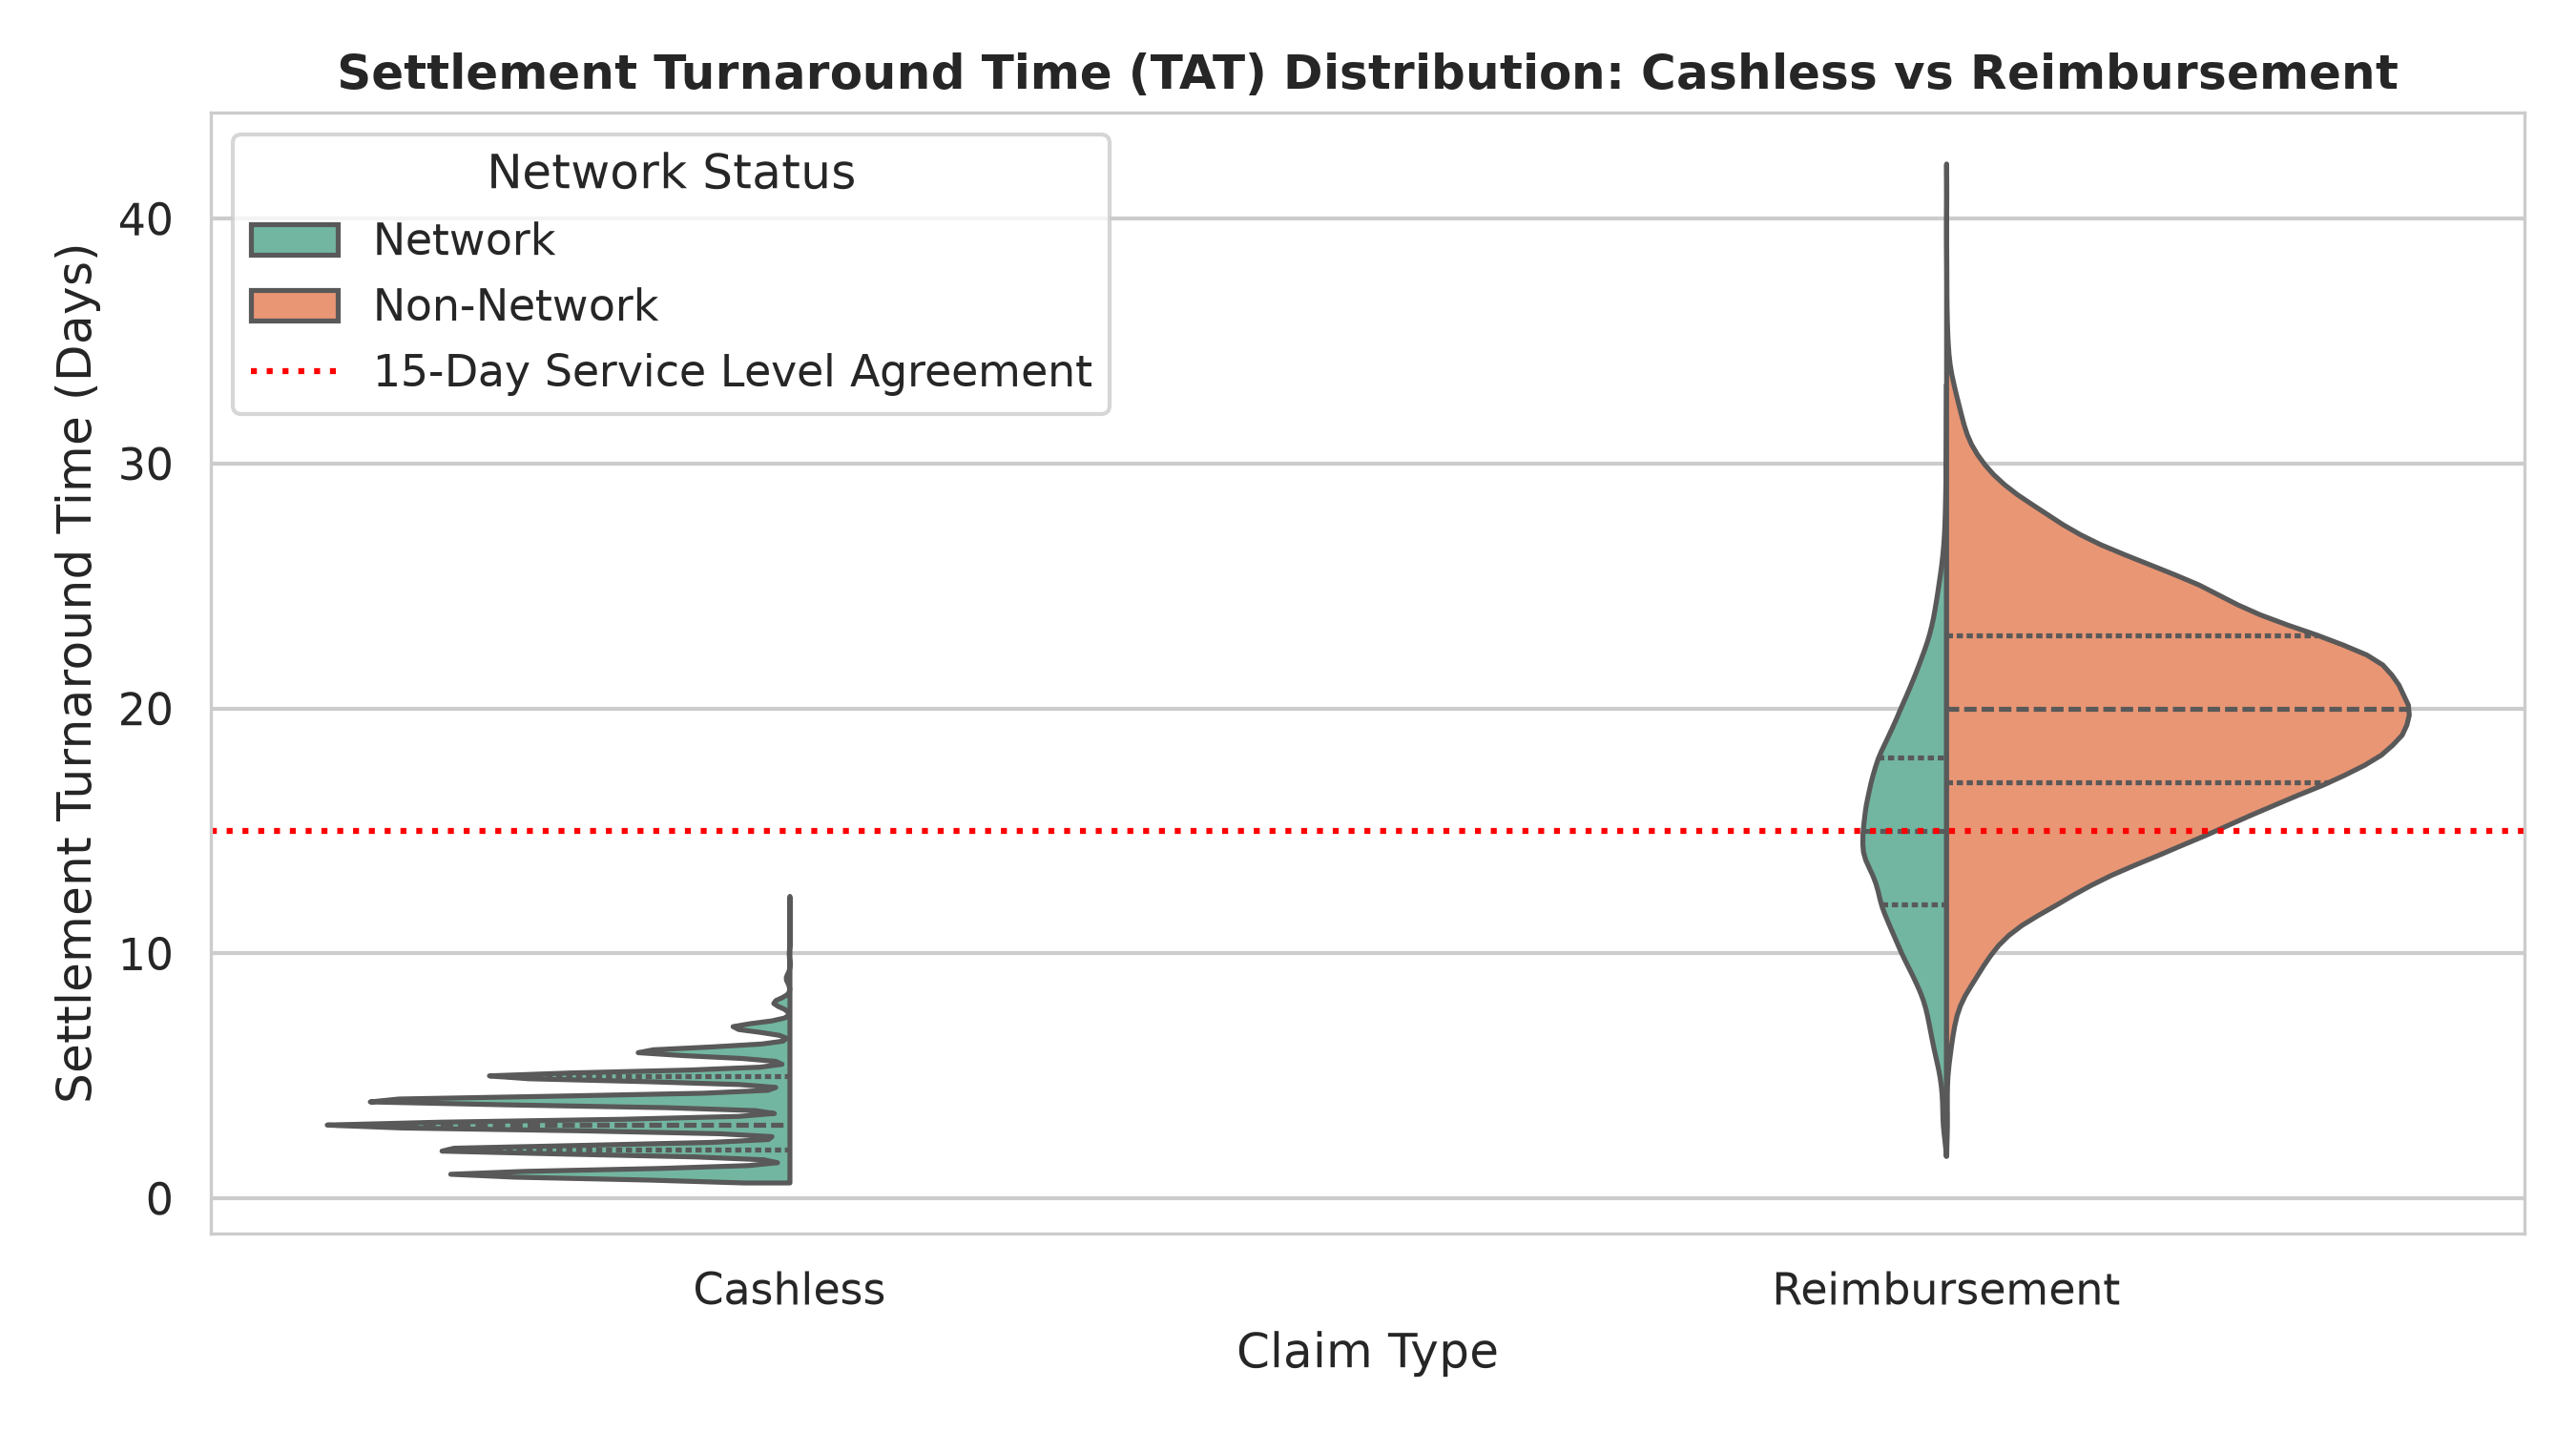 Settlement Turnaround Time (TAT) Distribution: Cashless vs Reimbursement
Network Status
Network
Non-Network
15-Day Service Level Agreement
Settlement Turnaround Time (Days)
40
30
20
10
0
Cashless
Reimbursement
Claim Type